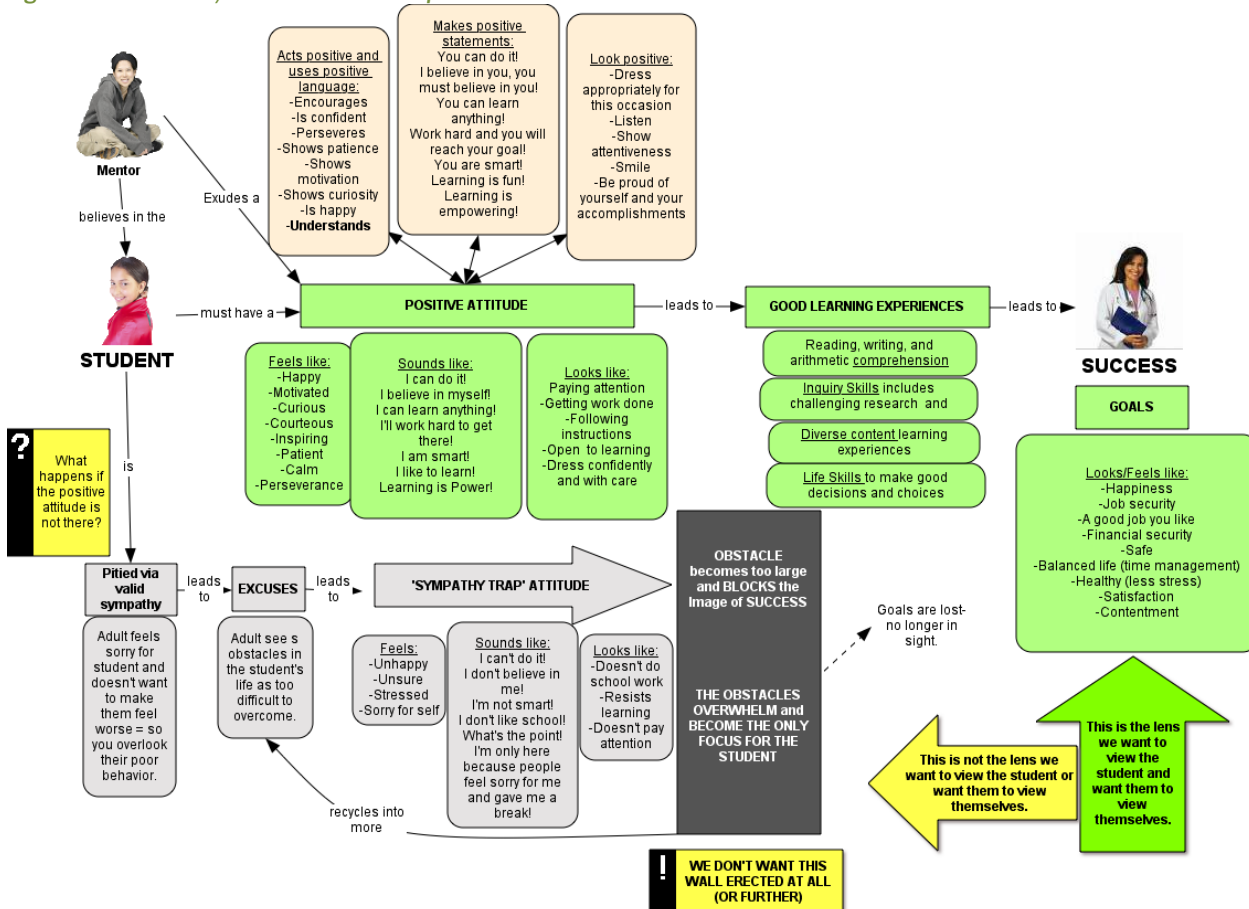 Mentor
believes in the
STUDENT
Exudes a
must have a
Acts positive and
uses positive
language:
-Encourages
-Is confident
-Perseveres
-Shows patience
-Shows
motivation
-Shows curiosity
-Is happy
-Understands
Makes positive
statements:
You can do it!
I believe in you, you
must believe in you!
You can learn
anything!
Work hard and you will
reach your goal!
You are smart!
Learning is fun!
Learning is
empowering!
Look positive:
-Dress
appropriately for
this occasion
-Listen
-Show
attentiveness
-Smile
-Be proud of
yourself and your
accomplishments
POSITIVE ATTITUDE
leads to
GOOD LEARNING EXPERIENCES
leads to
SUCCESS
Feels like:
-Happy
-Motivated
-Curious
-Courteous
-Inspiring
-Patient
-Calm
-Perseverance
Sounds like:
I can do it!
I believe in myself!
I can learn anything!
I'll work hard to get
there!
I am smart!
I like to learn!
Learning is Power!
Looks like:
Paying attention
-Getting work done
-Following
instructions
-Open to learning
-Dress confidently
and with care
Reading, writing, and
arithmetic comprehension
Inquiry Skills includes
challenging research and
Diverse content learning
experiences
Life Skills to make good
decisions and choices
GOALS
Looks/Feels like:
-Happiness
-Job security
-A good job you like
-Financial security
-Safe
-Balanced life (time management)
-Healthy (less stress)
-Satisfaction
-Contentment
?
What
happens if
the positive
attitude is
not there?
is
Pitied via
valid
sympathy
leads
to
EXCUSES
leads
to
'SYMPATHY TRAP' ATTITUDE
Adult feels
sorry for
student and
doesn't want
to make
them feel
worse = so
you overlook
their poor
behavior.
Adult see s
obstacles in
the student's
life as too
difficult to
overcome.
Feels:
-Unhappy
-Unsure
-Stressed
-Sorry for self
Sounds like:
I can't do it!
I don't believe in
me!
I'm not smart!
I don't like school!
What's the point!
I'm only here
because people
feel sorry for me
and gave me a
break!
Looks like:
-Doesn't do
school work
-Resists
learning
-Doesn't pay
attention
OBSTACLE
becomes too large
and BLOCKS the
Image of SUCCESS
THE OBSTACLES
OVERWHELM and
BECOME THE ONLY
FOCUS FOR THE
STUDENT
Goals are lost-
no longer in
sight.
recycles into
more
This is not the lens we
want to view the student or
want them to view
themselves.
This is the lens
we want to
view the
student and
want them to
view
themselves.
!
WE DON'T WANT THIS
WALL ERECTED AT ALL
(OR FURTHER)